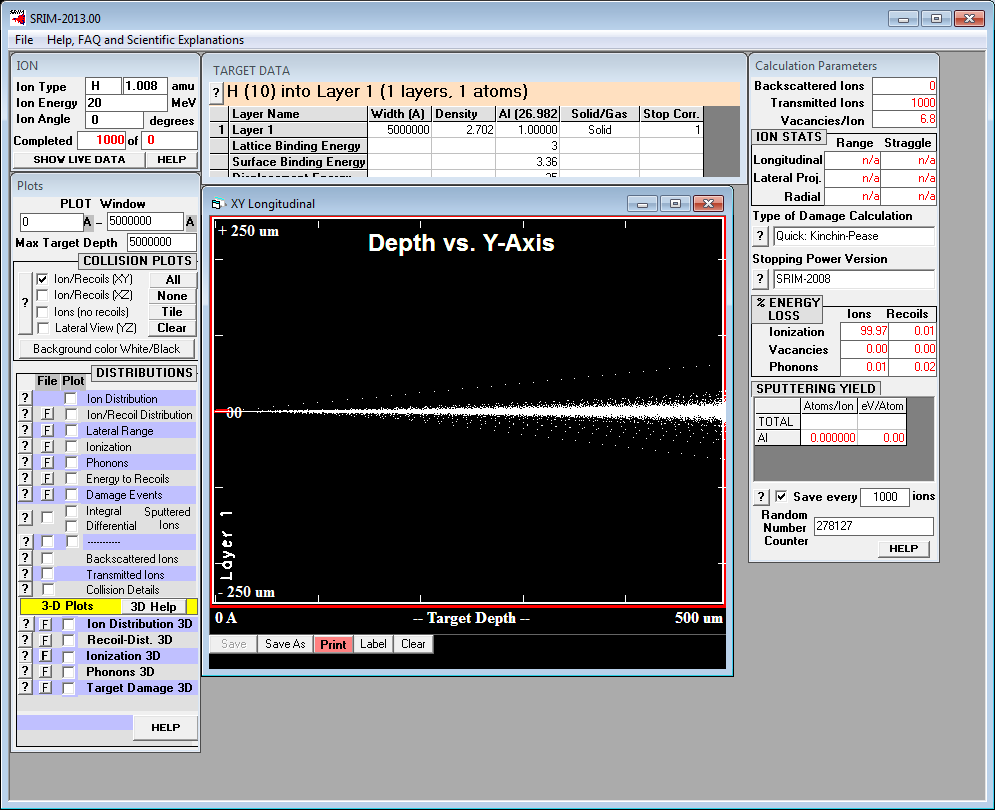 SRIM-2013.00
File Help, FAQ and Scientific Explanations
ION
Ion Type H 1.008 amu
Ion Energy 20 MeV
Ion Angle 0 degrees
Completed 1000 of 0
SHOW LIVE DATA HELP
Plots
PLOT Window
0 A - 5000000 A
Max Target Depth 5000000
COLLISION PLOTS
Ion/Recoils (XY) All
? Ion/Recoils (XZ) None
Ions (no recoils) Tile
Lateral View (YZ) Clear
Background color White/Black
DISTRIBUTIONS
File Plot
? Ion Distribution
? F Ion/Recoil Distribution
? F Lateral Range
? F Ionization
? F Phonons
? F Energy to Recoils
? F Damage Events
? Integral Sputtered
Differential Ions
? -----------
? Backscattered Ions
? Transmitted Ions
? Collision Details
3-D Plots 3D Help
? F Ion Distribution 3D
? F Recoil-Dist. 3D
? F Ionization 3D
? F Phonons 3D
? F Target Damage 3D
HELP
TARGET DATA
? H (10) into Layer 1 (1 layers, 1 atoms)
Layer Name Width (A) Density Al (26.982 Solid/Gas Stop Corr.
1 Layer 1 5000000 2.702 1.00000 Solid 1
Lattice Binding Energy 3
Surface Binding Energy 3.36
Displacement Energy 25
XY Longitudinal
+ 250 um
Depth vs. Y-Axis
00
Layer 1
- 250 um
0 A -- Target Depth -- 500 um
Save Save As Print Label Clear
Calculation Parameters
Backscattered Ions 0
Transmitted Ions 1000
Vacancies/Ion 6.8
ION STATS Range Straggle
Longitudinal n/a n/a
Lateral Proj. n/a n/a
Radial n/a n/a
Type of Damage Calculation
? Quick: Kinchin-Pease
Stopping Power Version
? SRIM-2008
% ENERGY LOSS Ions Recoils
Ionization 99.97 0.01
Vacancies 0.00 0.00
Phonons 0.01 0.02
SPUTTERING YIELD
Atoms/Ion eV/Atom
TOTAL
Al 0.000000 0.00
? Save every 1000 ions
Random Number Counter 278127
HELP